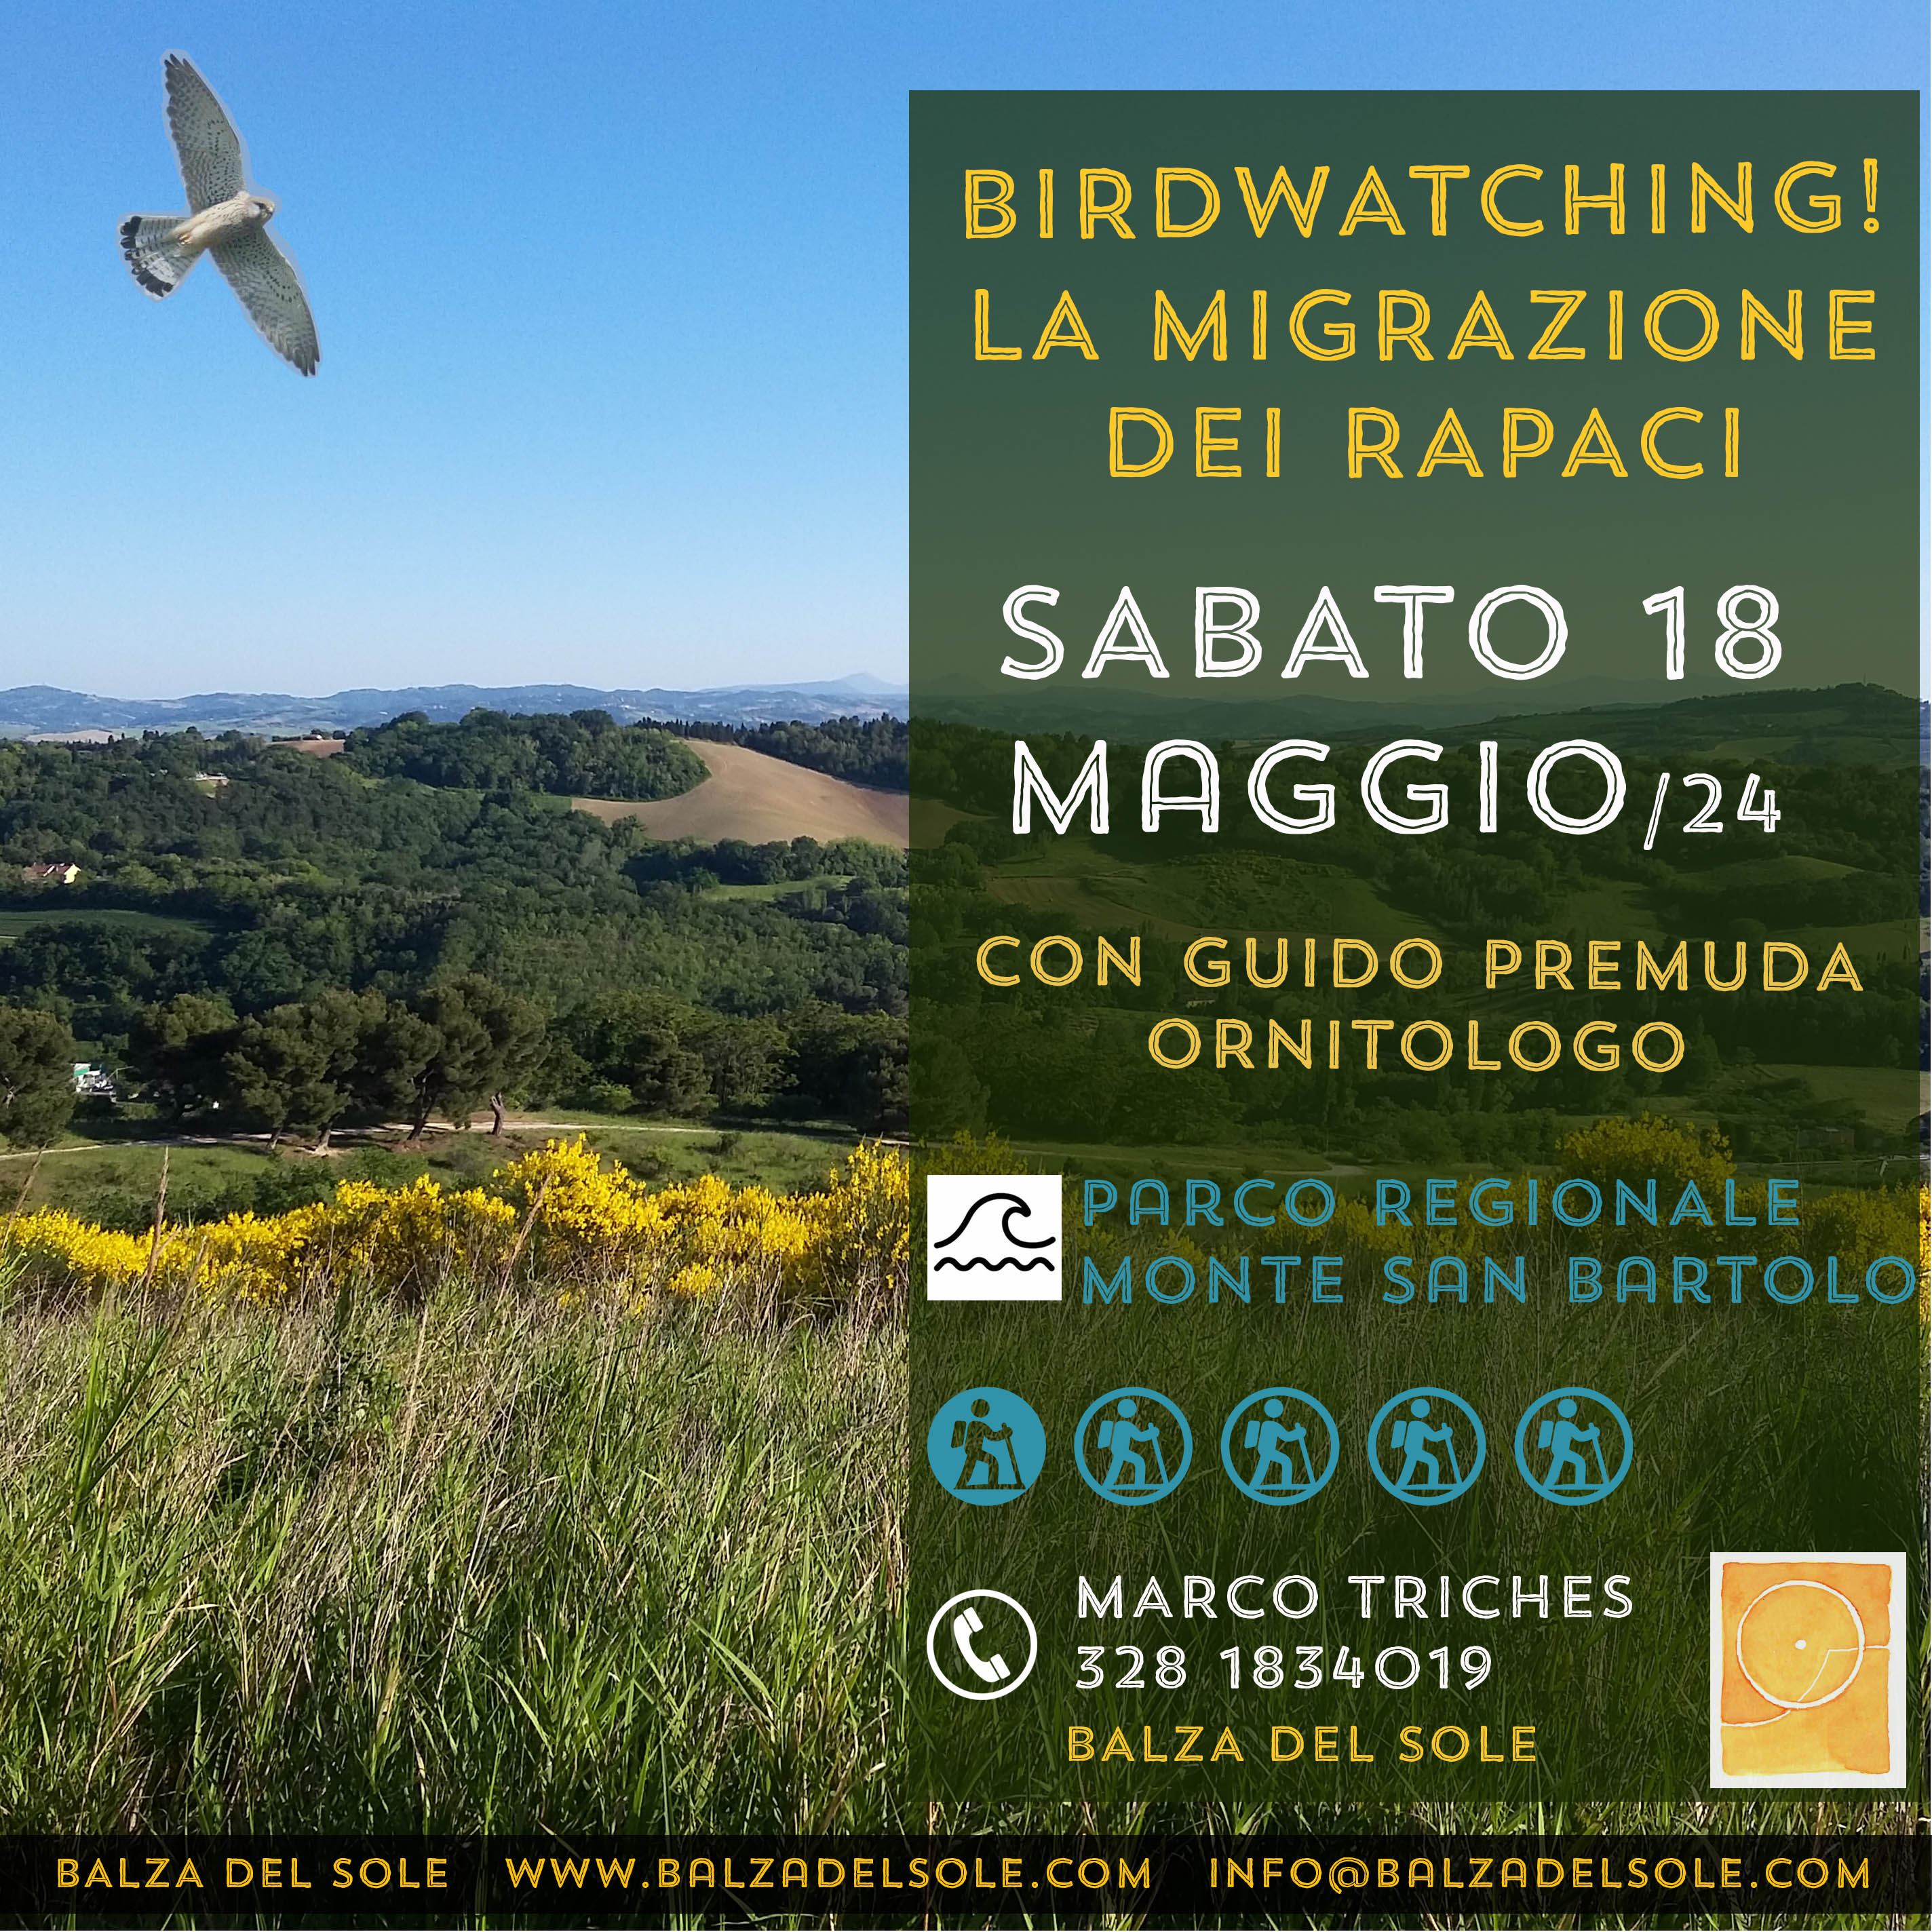 BIRDWATCHING!
LA MIGRAZIONE
DEI RAPACI
SABATO 18
MAGGIO/24
CON GUIDO PREMUDA
ORNITOLOGO
PARCO REGIONALE
MONTE SAN BARTOLO
MARCO TRICHES
328 1834019
BALZA DEL SOLE
BALZA DEL SOLE WWW.BALZADELSOLE.COM INFO@BALZADELSOLE.COM